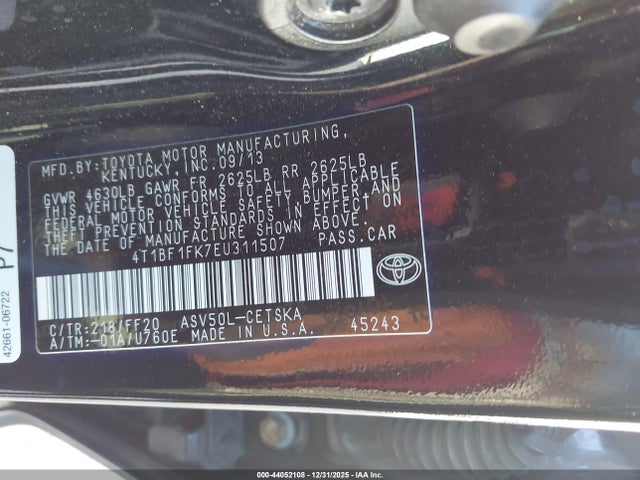 MFD.BY:TOYOTA MOTOR MANUFACTURING,
KENTUCKY, INC.09/13
GVWR 4630LB GAWR FR 2625LB RR 2625LB
THIS VEHICLE CONFORMS TO ALL APPLICABLE
FEDERAL MOTOR VEHICLE SAFETY, BUMPER,AND
THEFT PREVENTION STANDARDS IN EFFECT ON
THE DATE OF MANUFACTURE SHOWN ABOVE.
4T1BF1FK7EU311507 PASS.CAR
C/TR:218/FF20 ASV50L-CETSKA
A/TM:-01A/U760E MADE IN U.S.A. 45243
P7
42661-06722
000-44052108 - 12/31/2025 - IAA Inc.